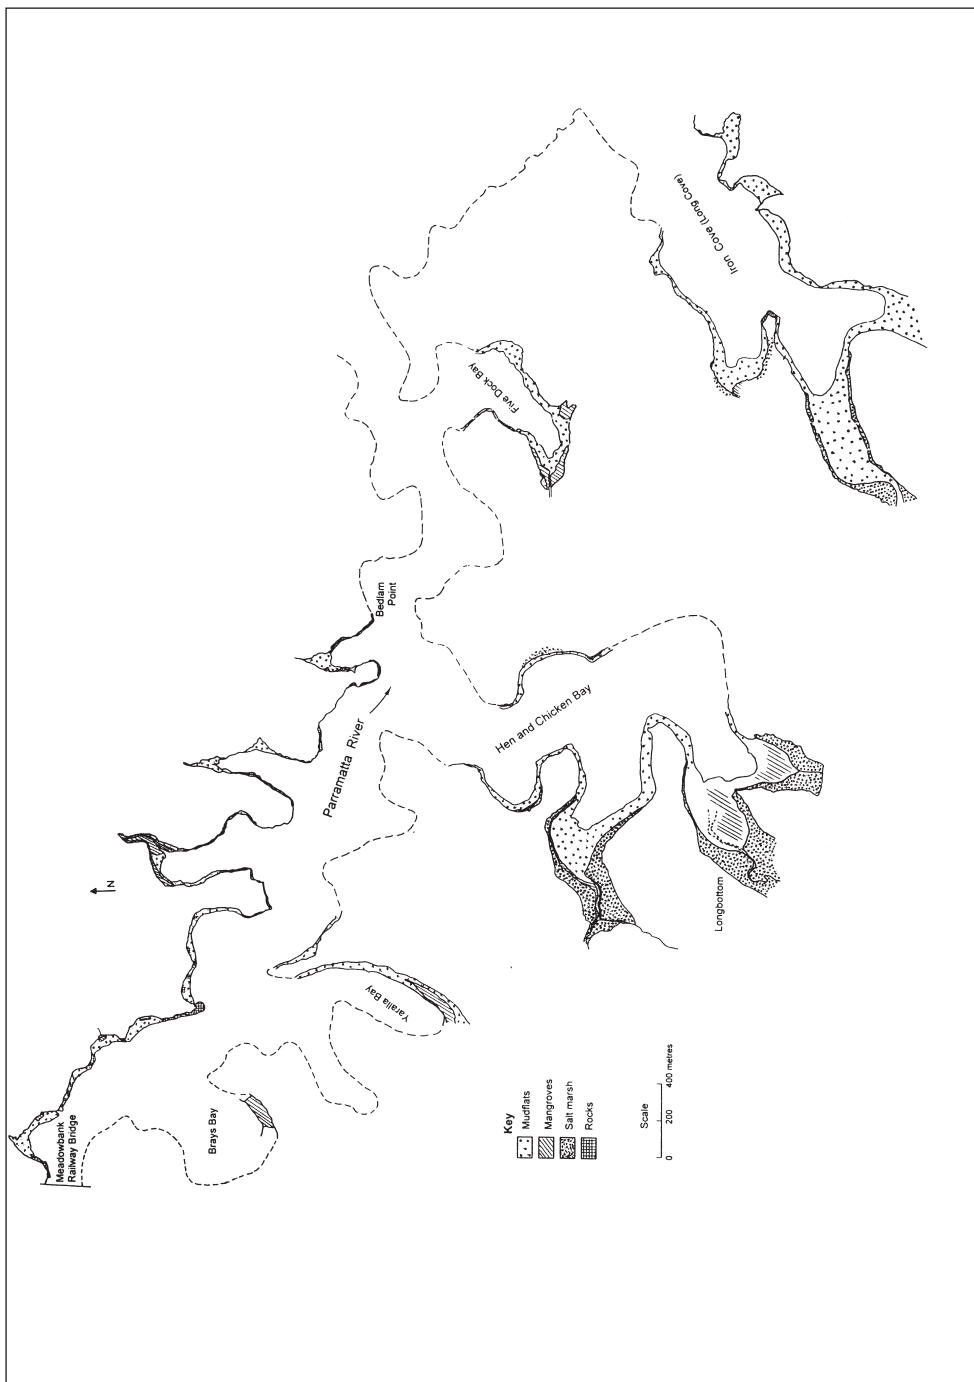 N
Meadowbank
Railway Bridge
Brays Bay
Yaralla Bay
Parramatta River
Bedlam
Point
Hen and Chicken Bay
Longbottom
Five Dock Bay
Iron Cove (Long Cove)
Key
Mudflats
Mangroves
Salt marsh
Rocks
Scale
0 200 400 metres